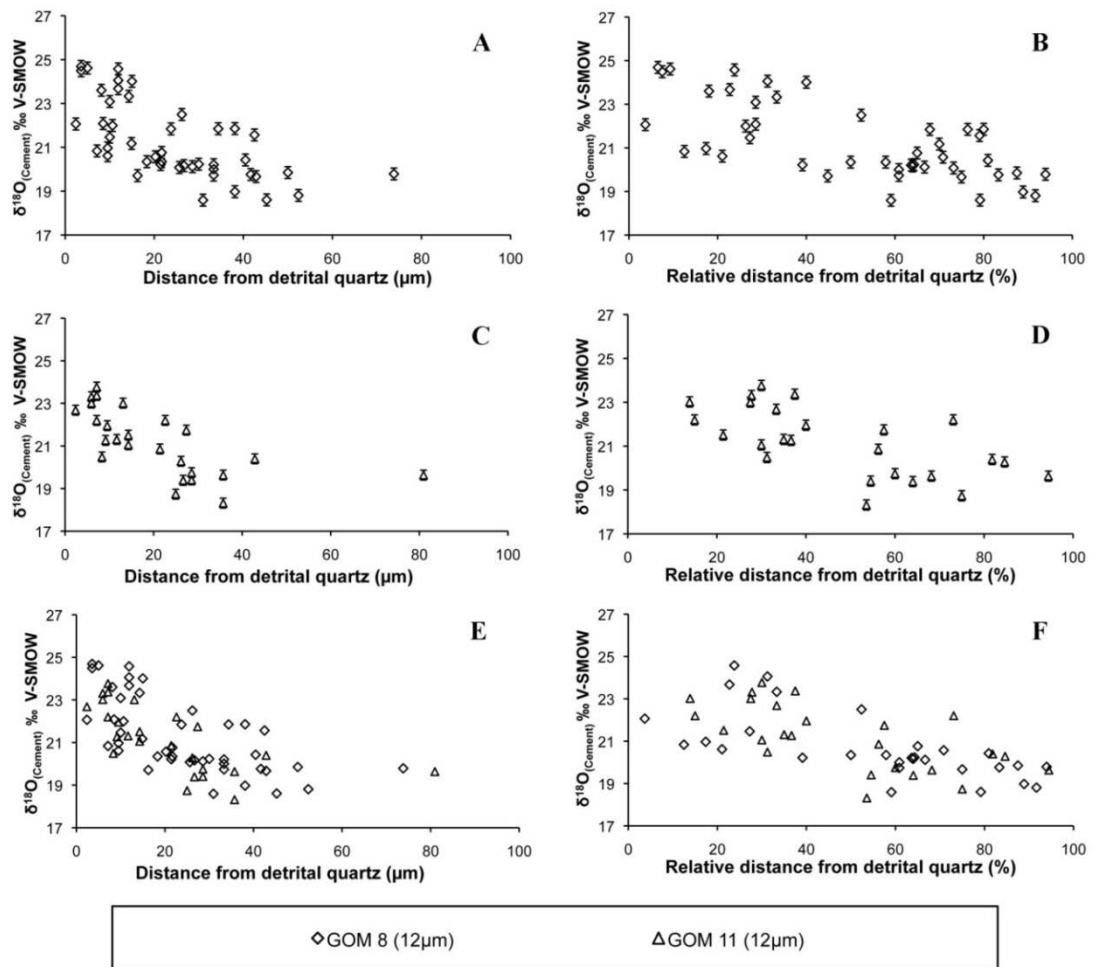 27
25
23
21
19
17
δ18O(Cement) ‰ V-SMOW
A
0 20 40 60 80 100
Distance from detrital quartz (µm)
27
25
23
21
19
17
δ18O(Cement) ‰ V-SMOW
B
0 20 40 60 80 100
Relative distance from detrital quartz (%)
27
25
23
21
19
17
δ18O(Cement) ‰ V-SMOW
C
0 20 40 60 80 100
Distance from detrital quartz (µm)
27
25
23
21
19
17
δ18O(Cement) ‰ V-SMOW
D
0 20 40 60 80 100
Relative distance from detrital quartz (%)
27
25
23
21
19
17
δ18O(Cement) ‰ V-SMOW
E
0 20 40 60 80 100
Distance from detrital quartz (µm)
27
25
23
21
19
17
δ18O(Cement) ‰ V-SMOW
F
0 20 40 60 80 100
Relative distance from detrital quartz (%)
GOM 8 (12µm) GOM 11 (12µm)